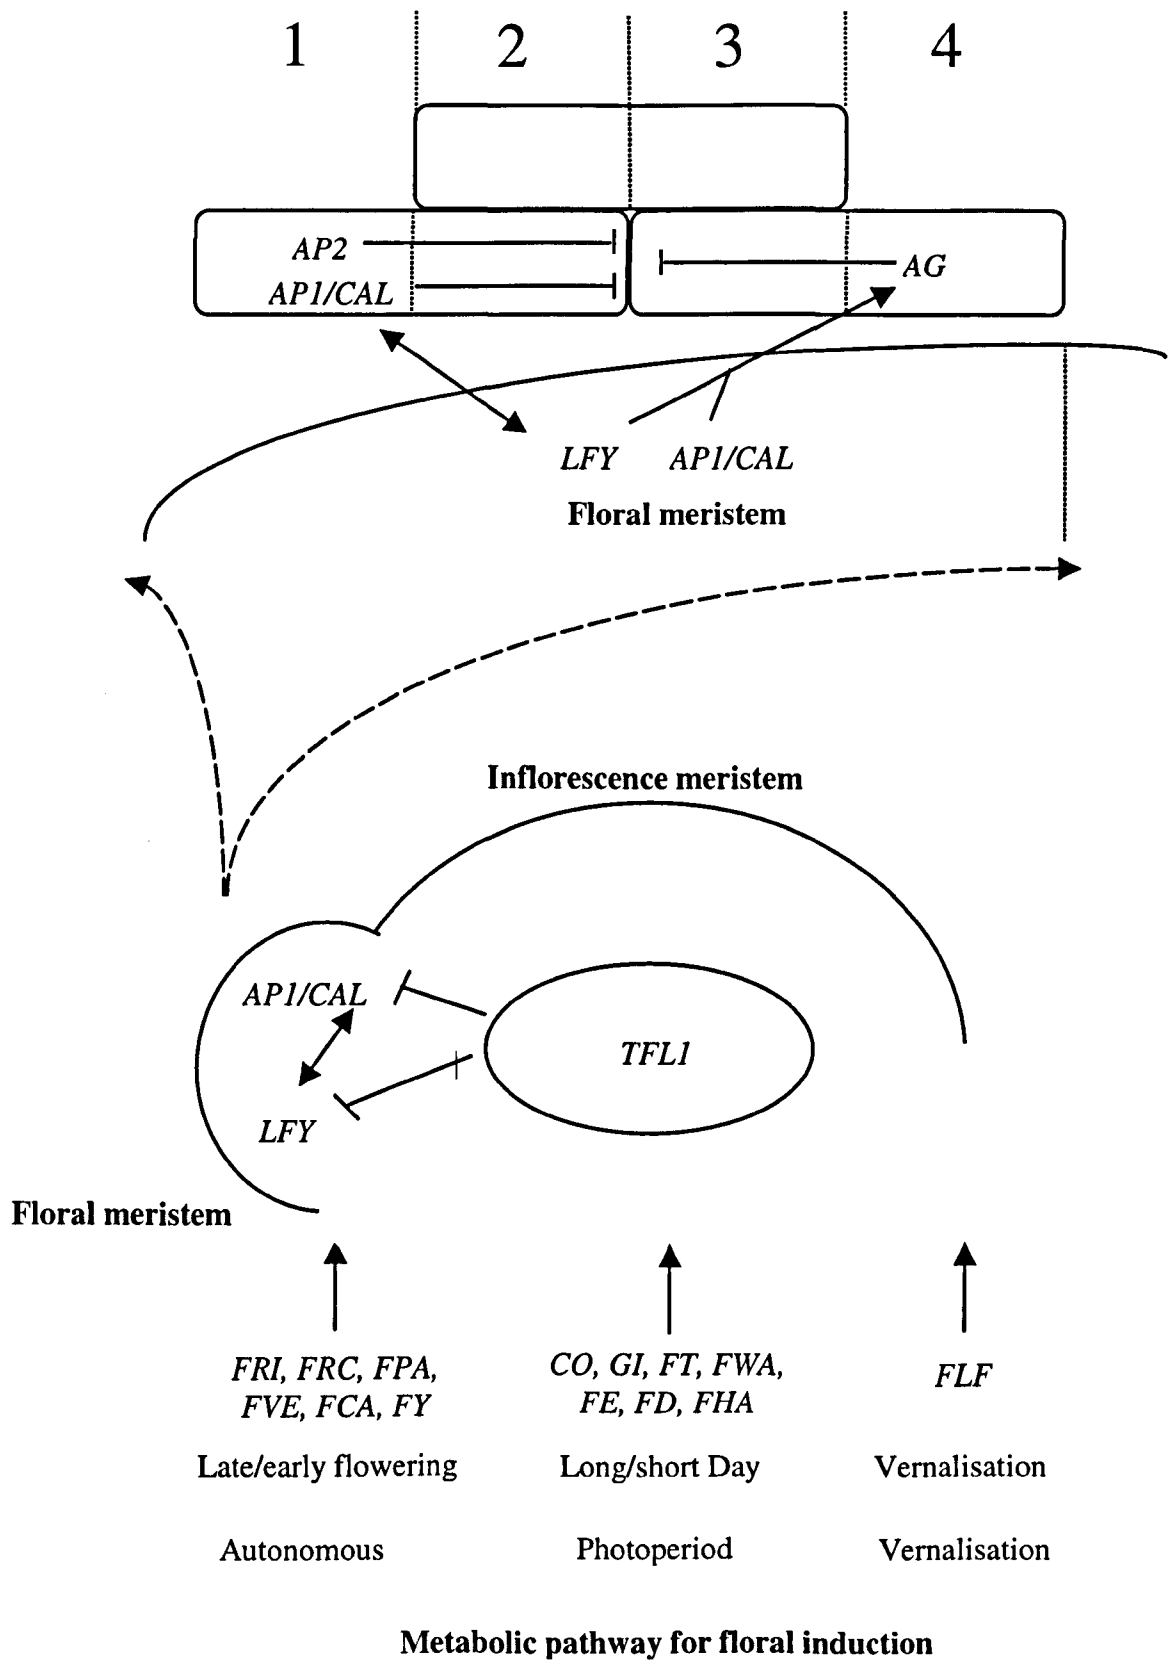 1 2 3 4
AP2
AG
AP1/CAL
LFY AP1/CAL
Floral meristem
Inflorescence meristem
AP1/CAL
TFL1
LFY
Floral meristem
FRI, FRC, FPA,
FVE, FCA, FY
CO, GI, FT, FWA,
FE, FD, FHA
FLF
Late/early flowering Long/short Day Vernalisation
Autonomous Photoperiod Vernalisation
Metabolic pathway for floral induction